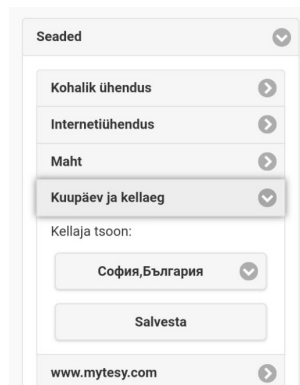 Seaded
Kohalik ühendus
Internetiühendus
Maht
Kuupäev ja kellaeg
Kellaja tsoon:
София,България
Salvesta
www.mytesy.com